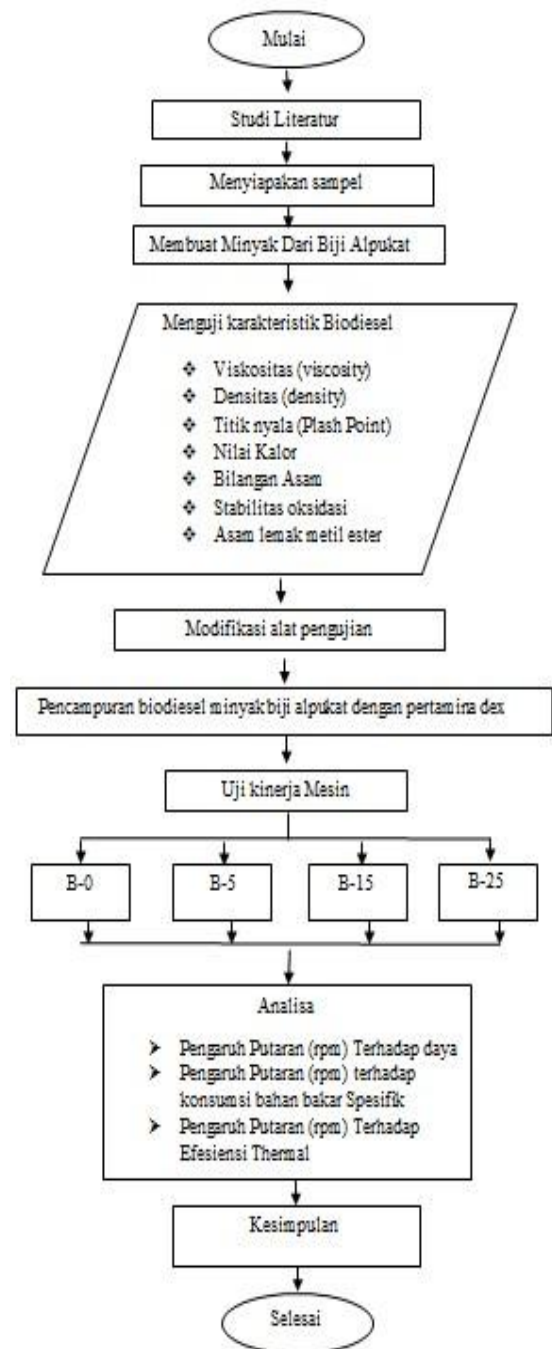 Mulai
Studi Literatur
Menyiapakan sampel
Membuat Minyak Dari Biji Alpukat
Menguji karakteristik Biodiesel
❖ Viskositas (viscosity)
❖ Densitas (density)
❖ Titik nyala (Plash Point)
❖ Nilai Kalor
❖ Bilangan Asam
❖ Stabilitas oksidasi
❖ Asam lemak metil ester
Modifikasi alat pengujian
Pencampuran biodiesel minyak biji alpukat dengan pertamina dex
Uji kinerja Mesin
B-0
B-5
B-15
B-25
Analisa
➤ Pengaruh Putaran (rpm) Terhadap daya
➤ Pengaruh Putaran (rpm) terhadap
konsumsi bahan bakar Spesifik
➤ Pengaruh Putaran (rpm) Terhadap
Efesiensi Thermal
Kesimpulan
Selesai